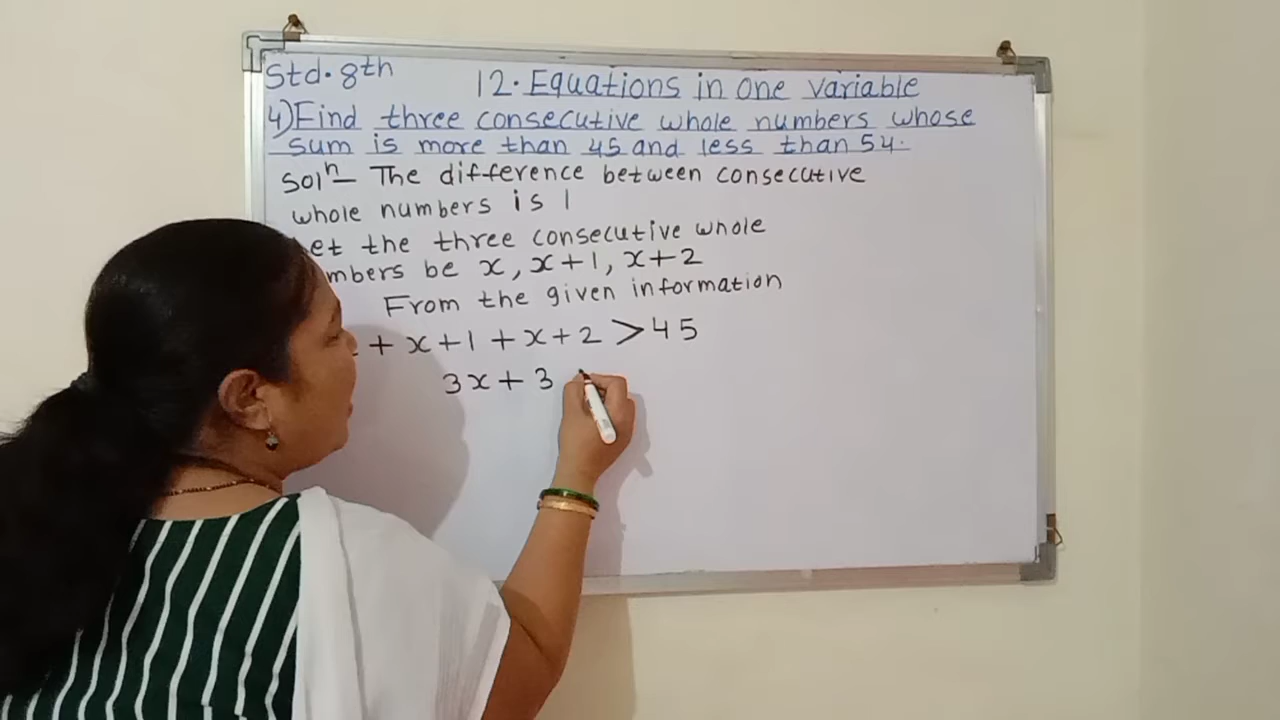 Std. 8th
12. Equations in one variable
4) Find three consecutive whole numbers whose
sum is more than 45 and less than 54.
Solⁿ- The difference between consecutive
whole numbers is 1
the three consecutive whole
be x, x+1, x+2
From the given information
+ x+1 + x+2 > 45
3x + 3